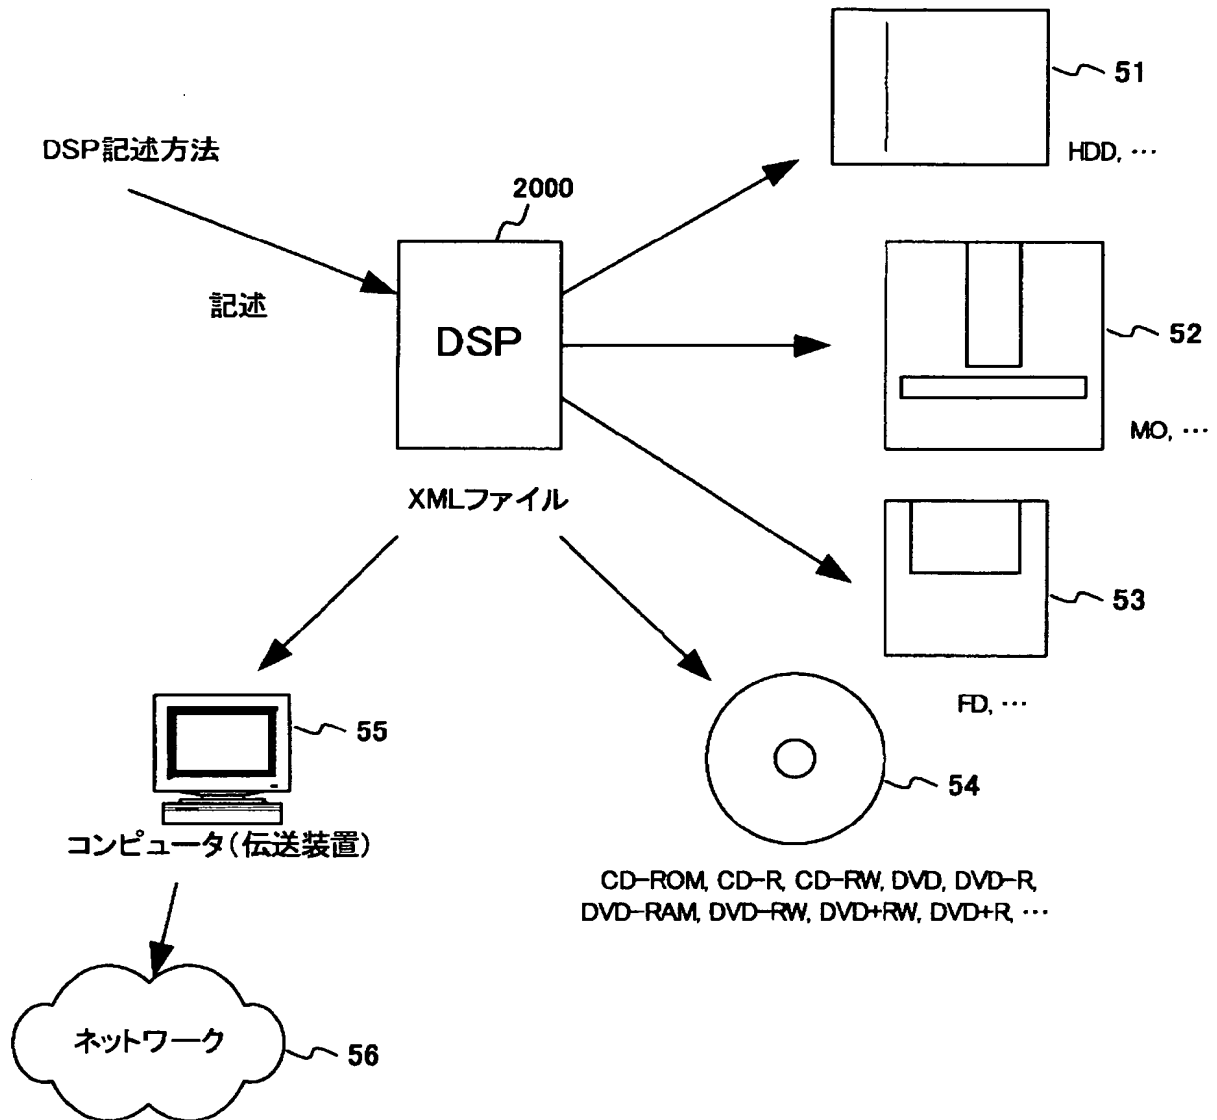 51
HDD, …
DSP記述方法
2000
記述
DSP
52
MO, …
XMLファイル
53
FD, …
55
54
コンピュータ(伝送装置)
CD-ROM, CD-R, CD-RW, DVD, DVD-R,
DVD-RAM, DVD-RW, DVD+RW, DVD+R, …
ネットワーク
56